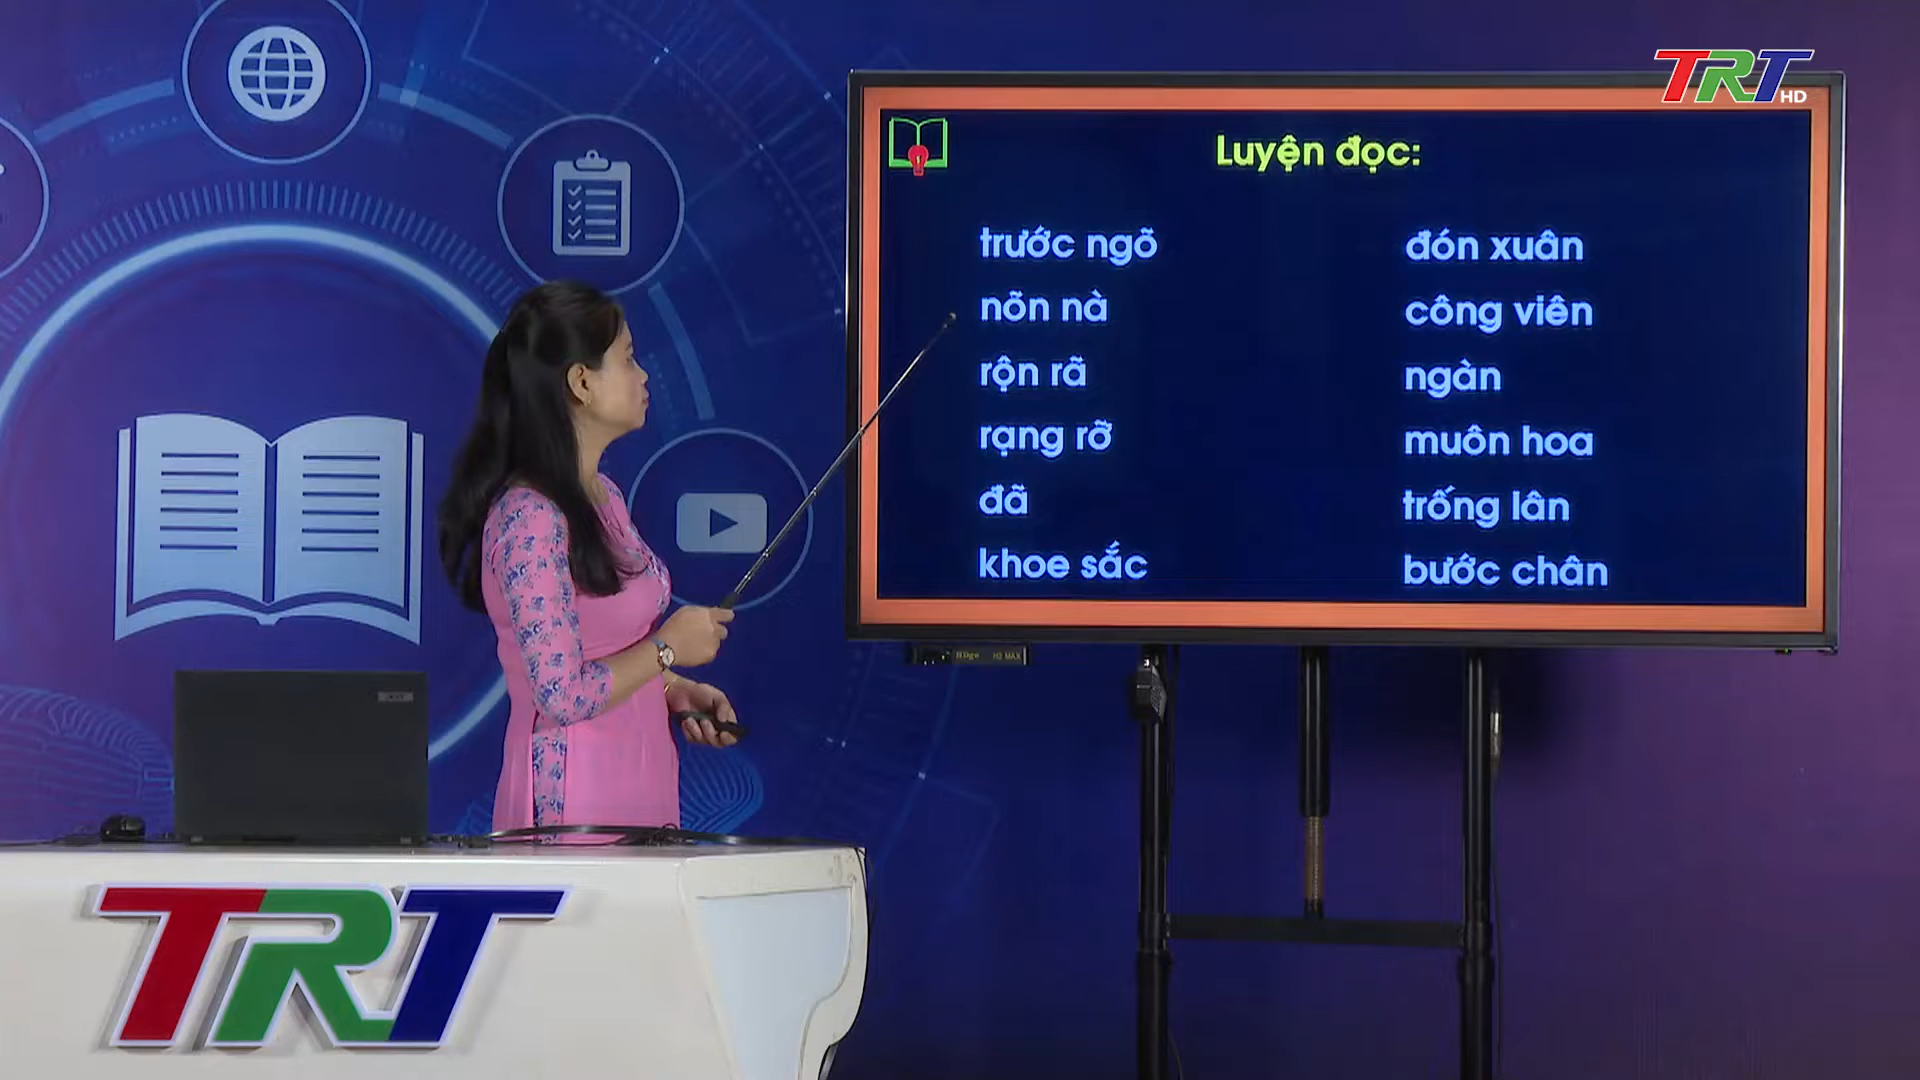 TRT HD
Luyện đọc:
trước ngõ
nõn nà
rộn rã
rạng rỡ
đã
khoe sắc
đón xuân
công viên
ngàn
muôn hoa
trống lân
bước chân
TRT